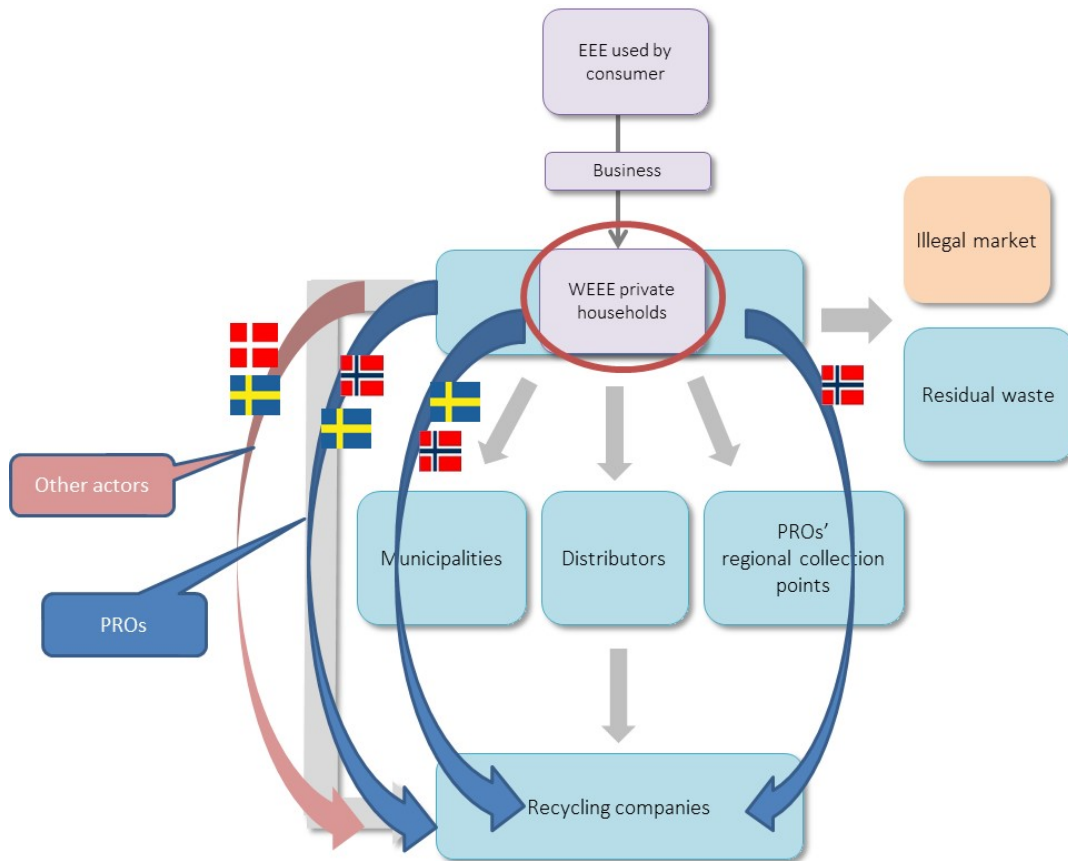 EEE used by
consumer
Business
Illegal market
WEEE private
households
Residual waste
Other actors
Municipalities
Distributors
PROs’
regional collection
points
PROs
Recycling companies